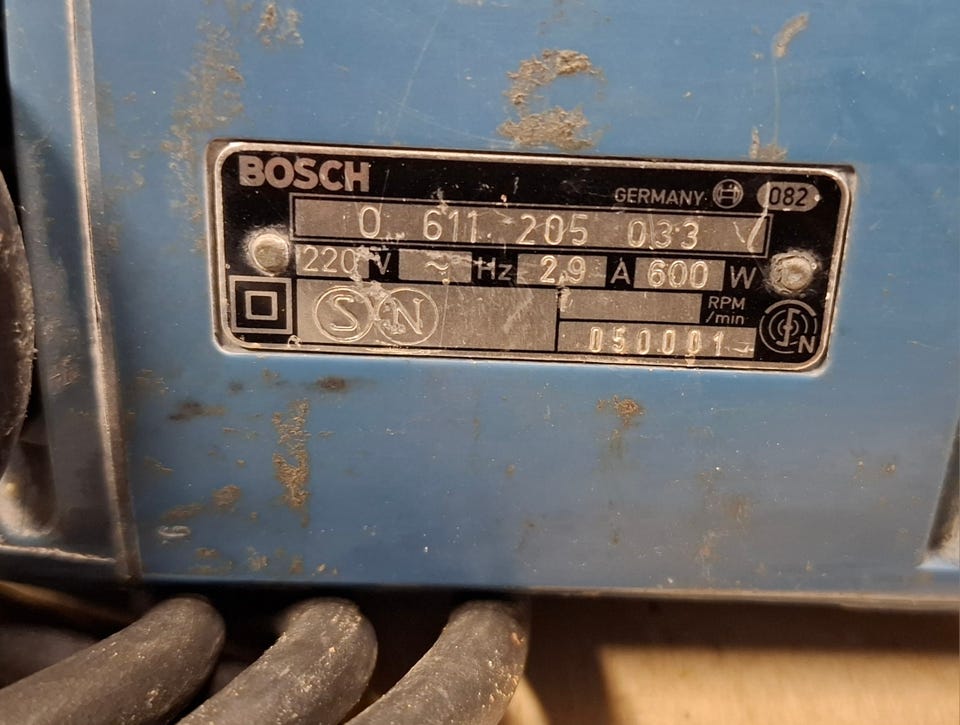 BOSCH
GERMANY 082
0 611 205 033
220 V ~ Hz 2,9 A 600 W
S N
RPM
/min
050001
N